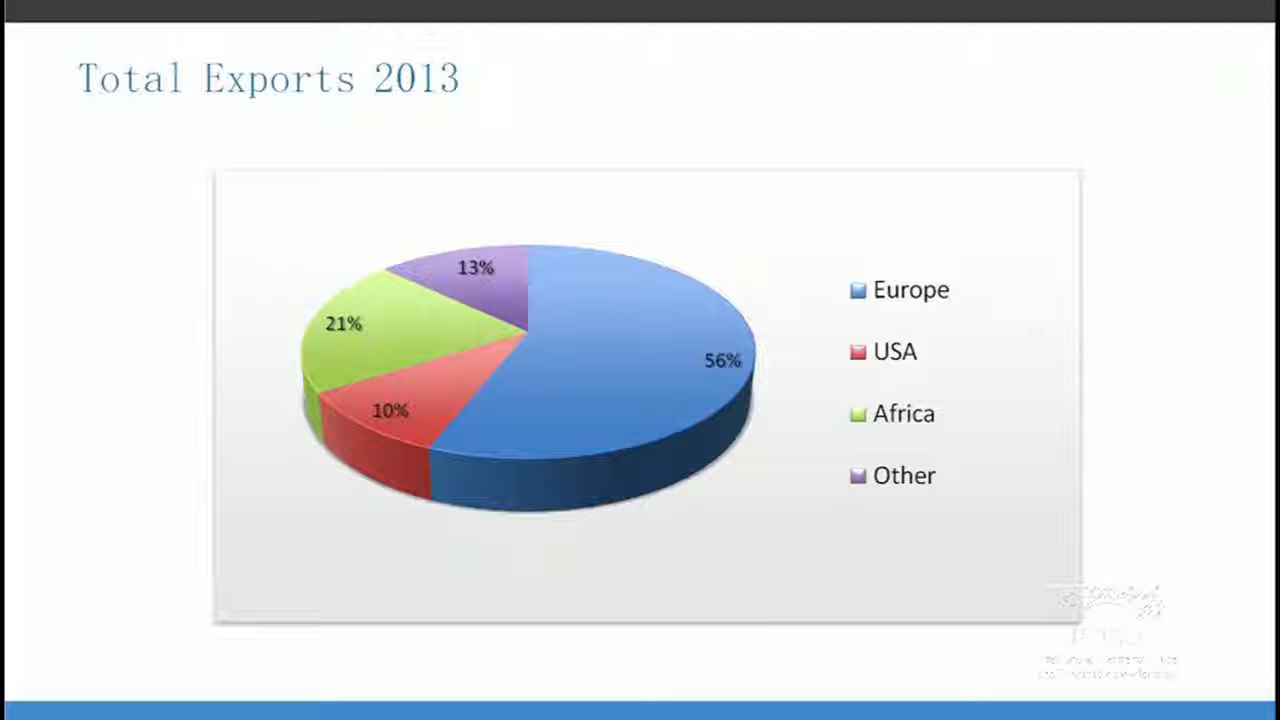 Total Exports 2013
13%
21%
56%
10%
Europe
USA
Africa
Other